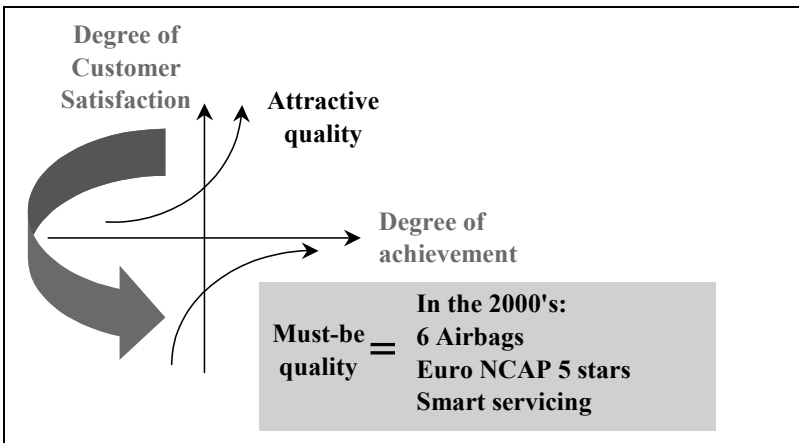 Degree of
Customer
Satisfaction
Attractive
quality
Degree of
achievement
Must-be
quality
=
In the 2000's:
6 Airbags
Euro NCAP 5 stars
Smart servicing